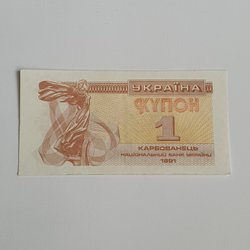 УКРАЇНА
КУПОН
1
КАРБОВАНЕЦЬ
НАЦІОНАЛЬНИЙ БАНК УКРАЇНИ
1991